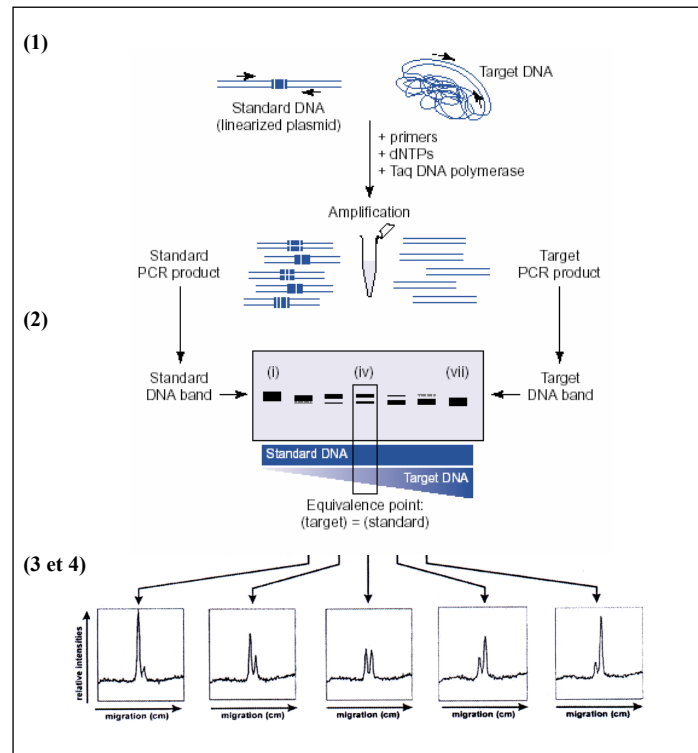 (1)
Target DNA
Standard DNA
(linearized plasmid)
+ primers
+ dNTPs
+ Taq DNA polymerase
Amplification
Standard
PCR product
Target
PCR product
(2)
(i)
(iv)
(vii)
Standard
DNA band
Target
DNA band
Standard DNA
Target DNA
Equivalence point:
(target) = (standard)
(3 et 4)
relative intensities
migration (cm)
migration (cm)
migration (cm)
migration (cm)
migration (cm)